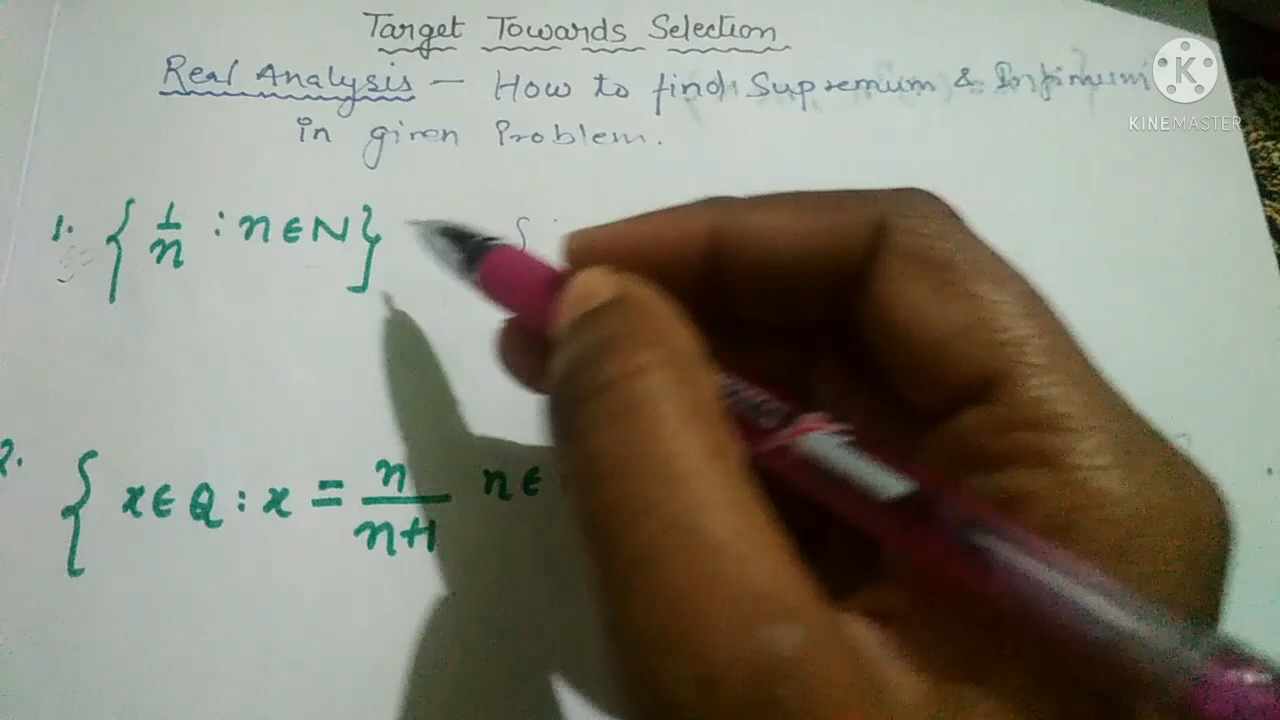 Target Towards Selection
Real Analysis - How to find Supremum & Infimum
in given Problem.
K
KINEMASTER
1. { 1/n : n ∈ N } {
2. { x ∈ Q : x = n/n+1 n ∈